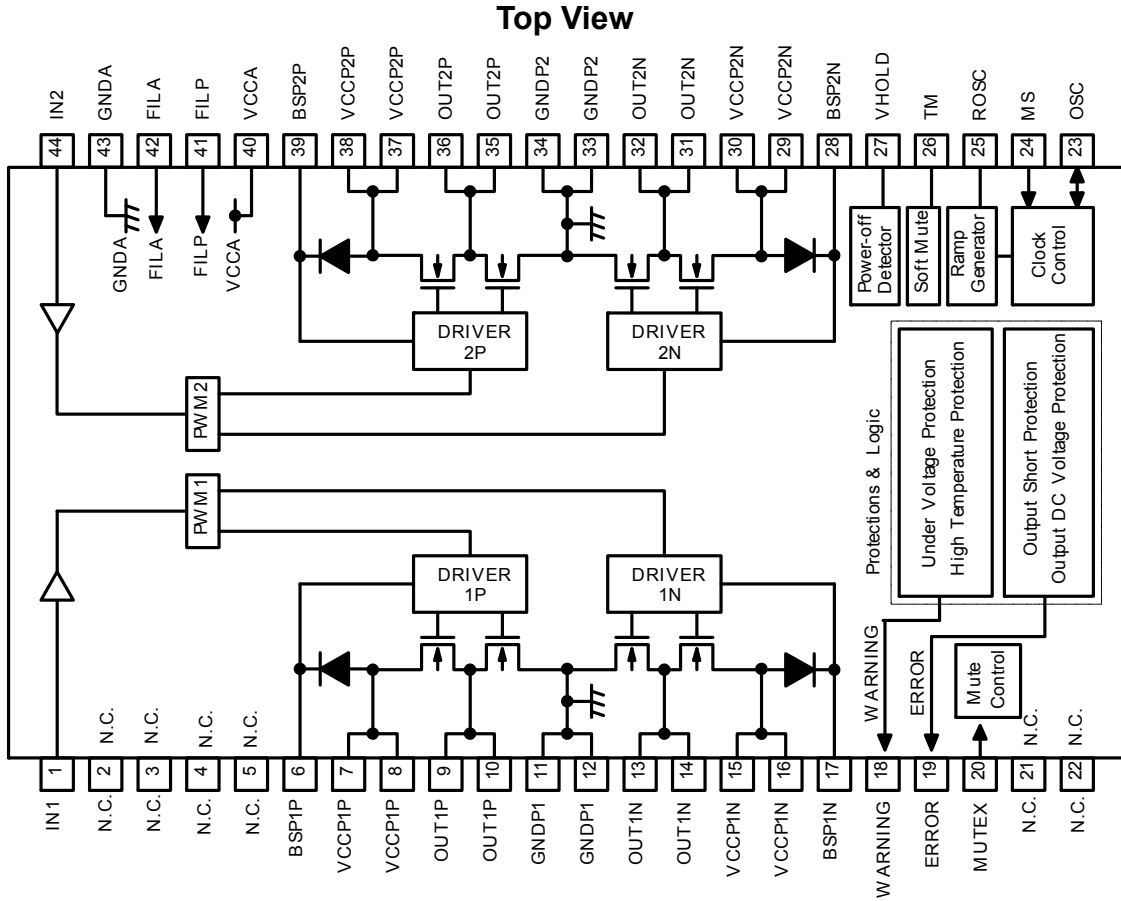 Top View
IN2
GNDA
FILA
FILP
VCCA
BSP2P
VCCP2P
VCCP2P
OUT2P
OUT2P
GNDP2
GNDP2
OUT2N
OUT2N
VCCP2N
VCCP2N
BSP2N
VHOLD
TM
ROSC
MS
OSC
44
43
42
41
40
39
38
37
36
35
34
33
32
31
30
29
28
27
26
25
24
23
GNDA
FILA
FILP
VCCA
Power-off
Detector
Soft Mute
Ramp
Generator
Clock
Control
DRIVER
2P
DRIVER
2N
PWM2
PWM1
DRIVER
1P
DRIVER
1N
Protections & Logic
Under Voltage Protection
High Temperature Protection
Output Short Protection
Output DC Voltage Protection
WARNING
ERROR
Mute
Control
N.C.
N.C.
N.C.
N.C.
N.C.
N.C.
1
2
3
4
5
6
7
8
9
10
11
12
13
14
15
16
17
18
19
20
21
22
IN1
N.C.
N.C.
N.C.
N.C.
BSP1P
VCCP1P
VCCP1P
OUT1P
OUT1P
GNDP1
GNDP1
OUT1N
OUT1N
VCCP1N
VCCP1N
BSP1N
WARNING
ERROR
MUTEX
N.C.
N.C.